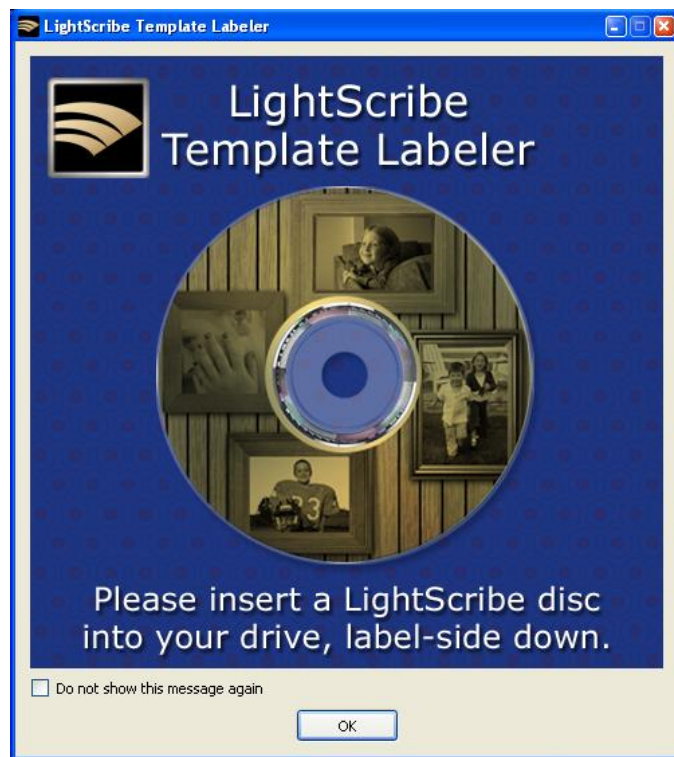 LightScribe Template Labeler
LightScribe
Template Labeler
33
Please insert a LightScribe disc
into your drive, label-side down.
Do not show this message again
OK